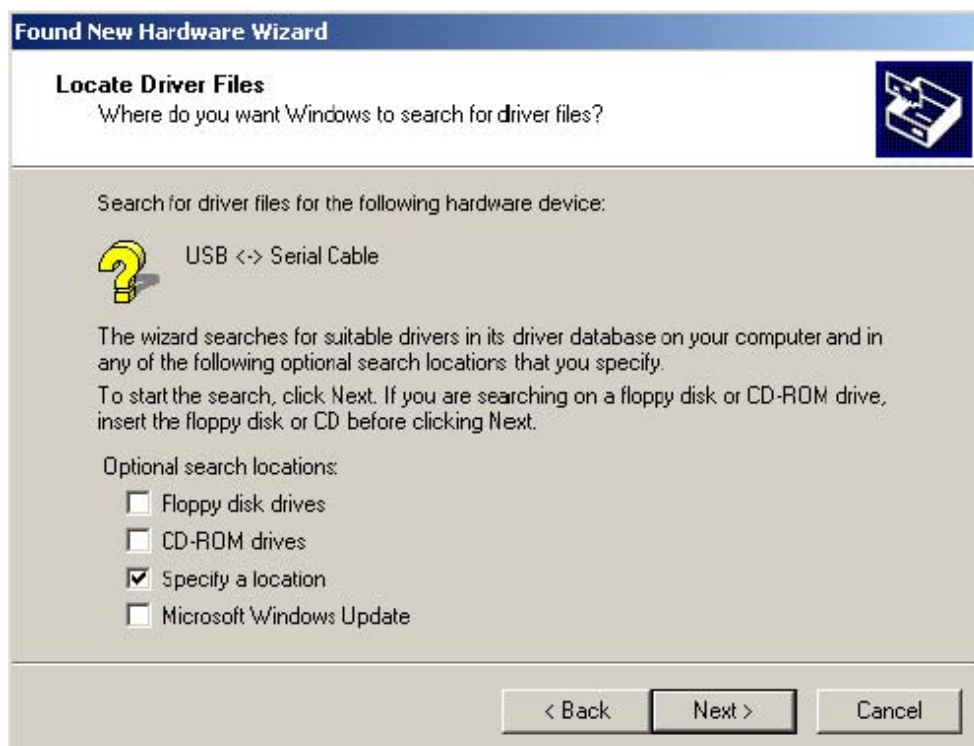 Found New Hardware Wizard
Locate Driver Files
Where do you want Windows to search for driver files?
Search for driver files for the following hardware device:
USB <-> Serial Cable
The wizard searches for suitable drivers in its driver database on your computer and in
any of the following optional search locations that you specify.
To start the search, click Next. If you are searching on a floppy disk or CD-ROM drive,
insert the floppy disk or CD before clicking Next.
Optional search locations:
Floppy disk drives
CD-ROM drives
Specify a location
Microsoft Windows Update
< Back
Next >
Cancel